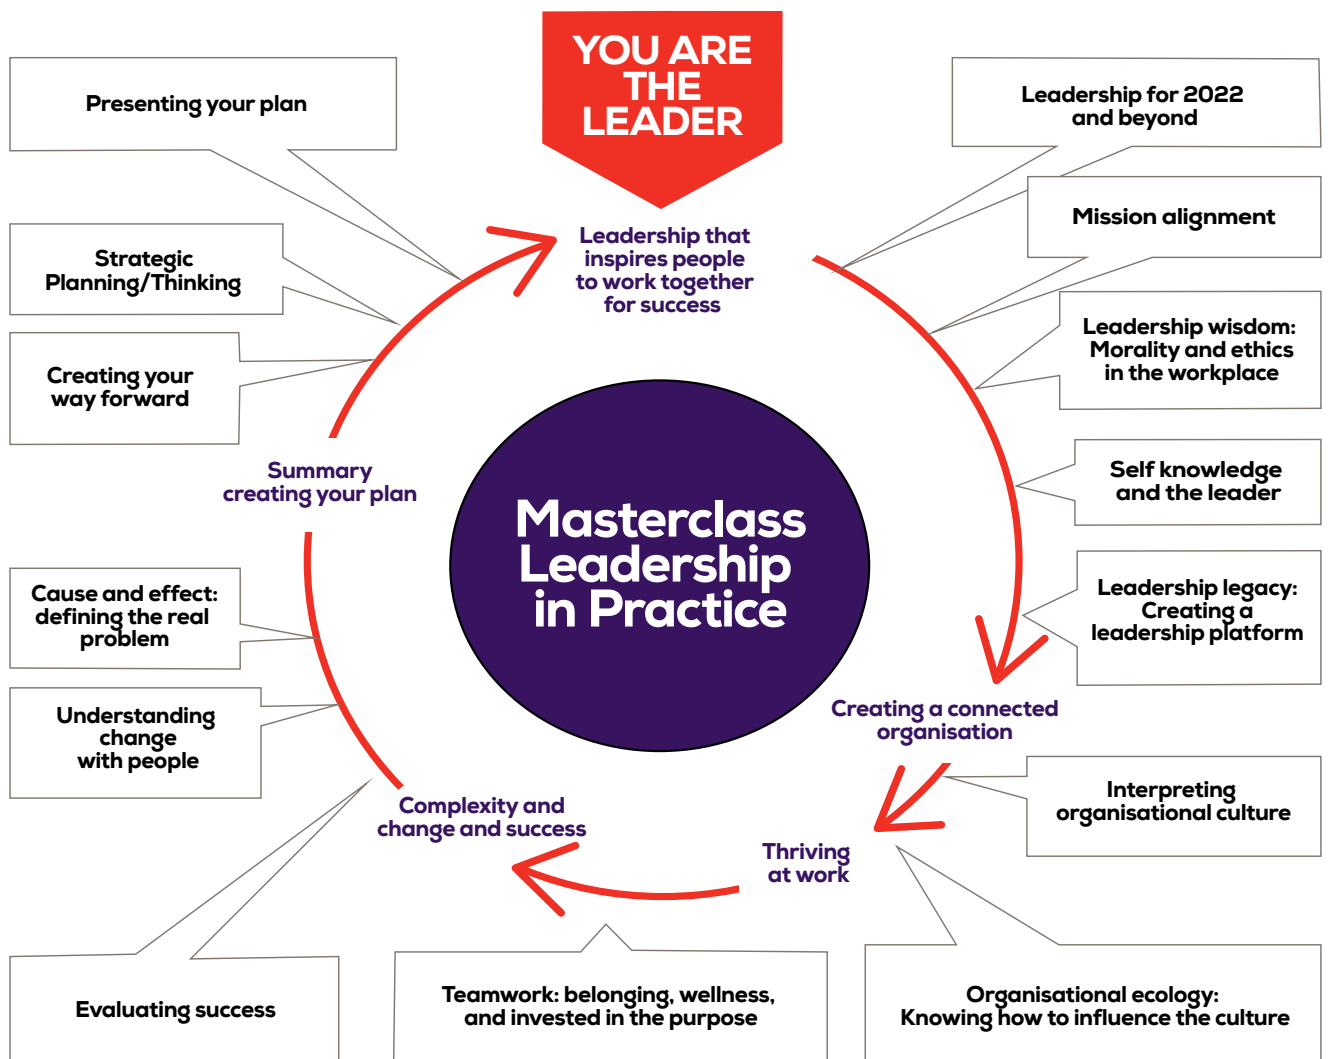 YOU ARE
THE
LEADER
Presenting your plan
Leadership for 2022
and beyond
Mission alignment
Strategic
Planning/Thinking
Leadership that
inspires people
to work together
for success
Leadership wisdom:
Morality and ethics
in the workplace
Creating your
way forward
Self knowledge
and the leader
Summary
creating your plan
Masterclass
Leadership
in Practice
Leadership legacy:
Creating a
leadership platform
Cause and effect:
defining the real
problem
Understanding
change
with people
Creating a connected
organisation
Interpreting
organisational culture
Complexity and
change and success
Thriving
at work
Evaluating success
Teamwork: belonging, wellness,
and invested in the purpose
Organisational ecology:
Knowing how to influence the culture